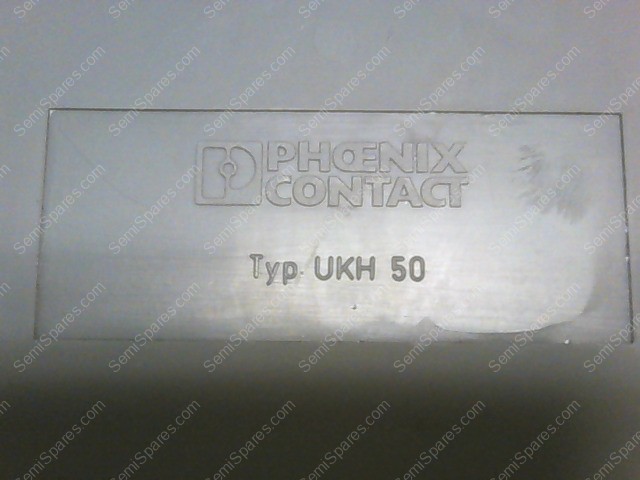 PHŒNIX
CONTACT
Typ. UKH 50
SemiSpares.com